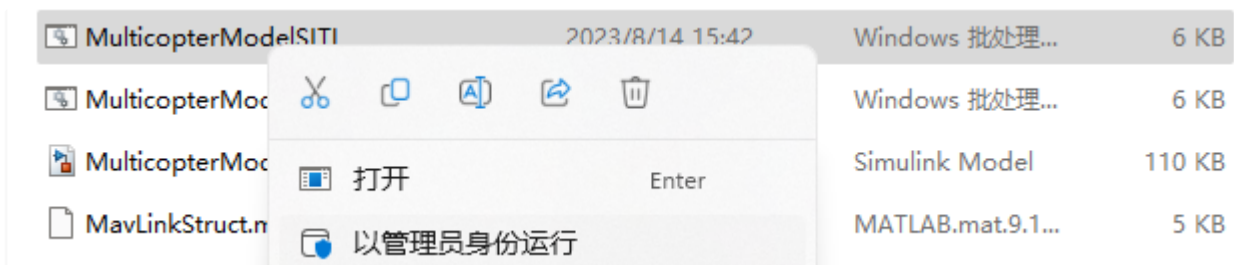 MulticopterModelSITL 2023/8/14 15:42 Windows 批处理... 6 KB
MulticopterMod Windows 批处理... 6 KB
MulticopterMod Simulink Model 110 KB
打开 Enter
MavLinkStruct.m MATLAB.mat.9.1... 5 KB
以管理员身份运行